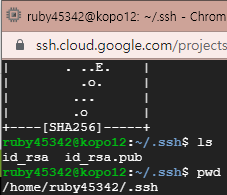 ruby45342@kopo12: ~/.ssh - Chrom
ssh.cloud.google.com/projects
|       . ..E.    |
|         .o.     |
|        ...      |
|        .o       |
+----[SHA256]-----+
ruby45342@kopo12:~/.ssh$ ls
id_rsa  id_rsa.pub
ruby45342@kopo12:~/.ssh$ pwd
/home/ruby45342/.ssh